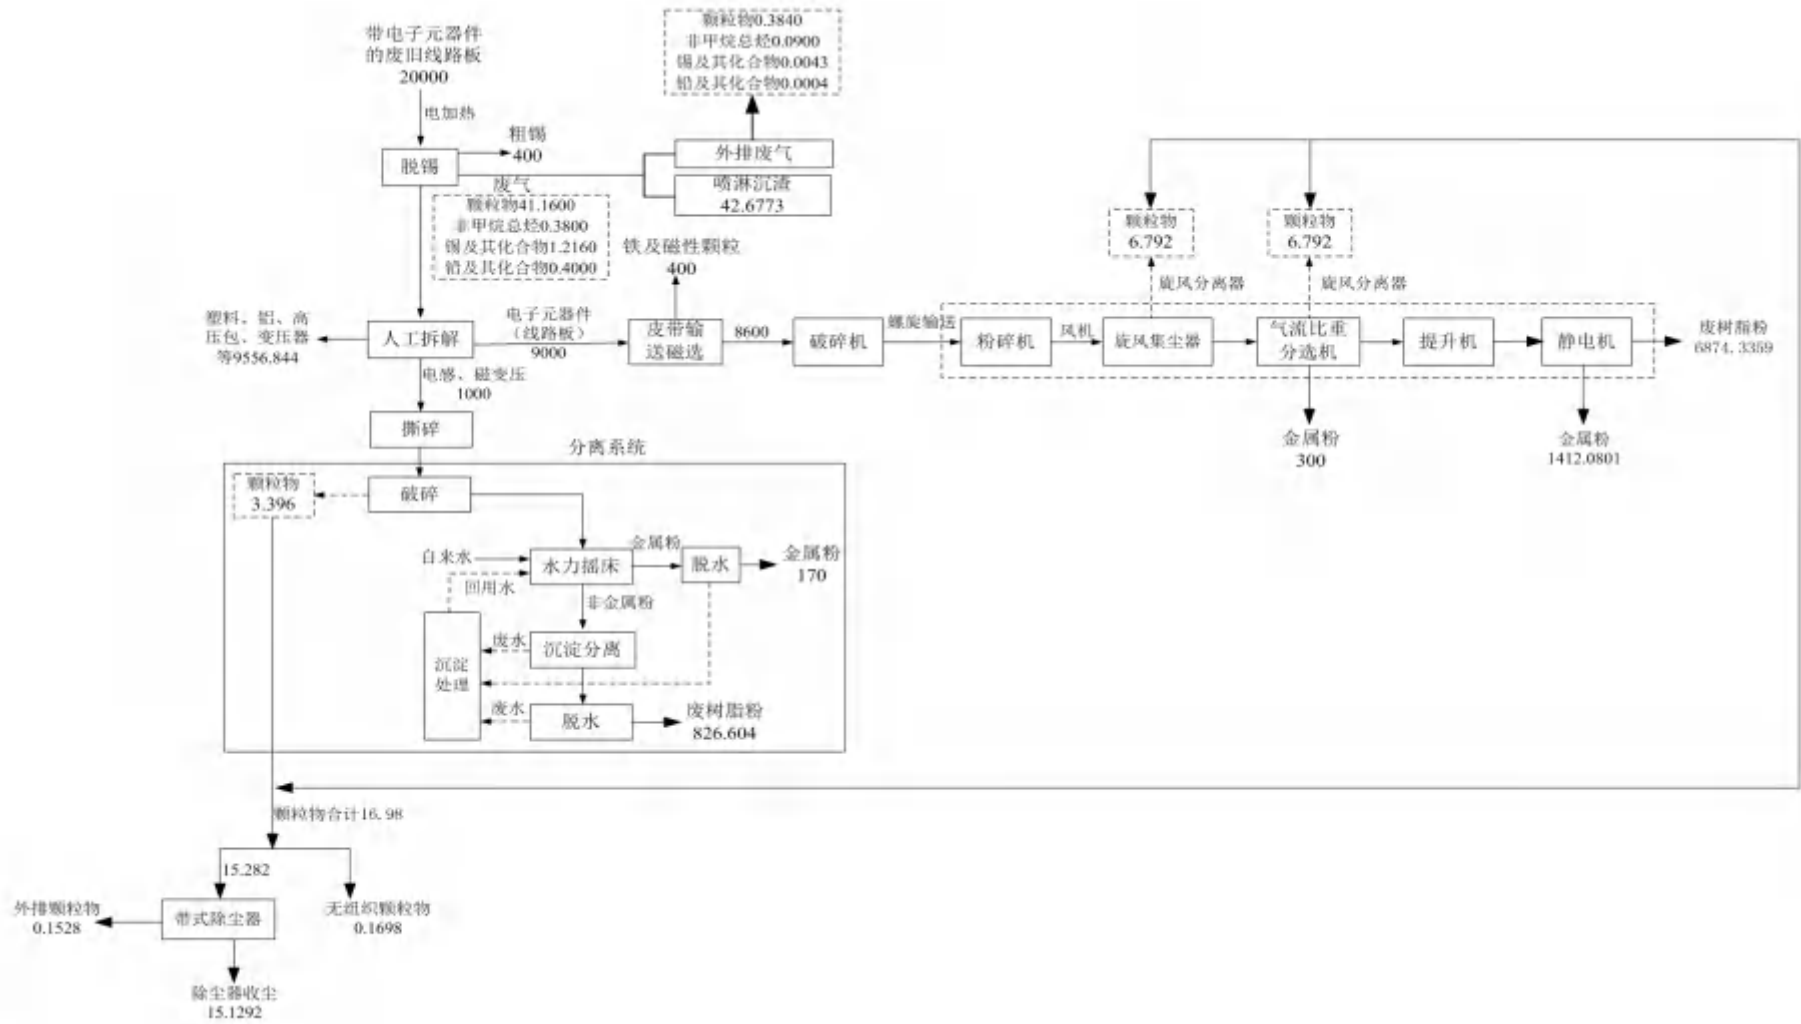 带电子元器件
的废旧线路板
20000
电加热
脱锡
粗锡
400
废气
颗粒物41.1600
非甲烷总烃0.3800
锡及其化合物1.2160
铅及其化合物0.4000
颗粒物0.3840
非甲烷总烃0.0900
锡及其化合物0.0043
铅及其化合物0.0004
外排废气
喷淋沉渣
42.6773
铁及磁性颗粒
400
塑料、铝、高
压包、变压器
等9556.844
人工拆解
电子元器件
（线路板）
9000
皮带输
送磁选
8600
破碎机
螺旋输送
粉碎机
风机
旋风集尘器
气流比重
分选机
提升机
静电机
废树脂粉
6874.3359
颗粒物
6.792
颗粒物
6.792
旋风分离器
旋风分离器
金属粉
300
金属粉
1412.0801
电感、磁变压
1000
撕碎
分离系统
颗粒物
3.396
破碎
自来水
回用水
水力摇床
金属粉
脱水
金属粉
170
非金属粉
沉淀
处理
废水
沉淀分离
废水
脱水
废树脂粉
826.604
颗粒物合计16.98
15.282
外排颗粒物
0.1528
带式除尘器
无组织颗粒物
0.1698
除尘器收尘
15.1292